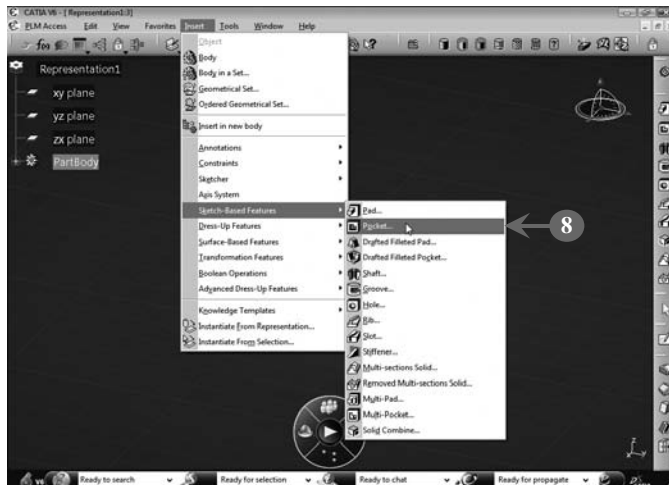 CATIA V6 - [ Representation1:3]
PLM Access Edit View Favorites Insert Tools Window Help
Representation1
xy plane
yz plane
zx plane
PartBody
Object
Body
Body in a Set...
Geometrical Set...
Ordered Geometrical Set...
Insert in new body
Annotations
Constraints
Sketcher
Axis System
Sketch-Based Features
Dress-Up Features
Surface-Based Features
Transformation Features
Boolean Operations
Advanced Dress-Up Features
Knowledge Templates
Instantiate From Representation...
Instantiate From Selection...
Pad...
Pocket...
Drafted Filleted Pad...
Drafted Filleted Pocket...
Shaft...
Groove...
Hole...
Rib...
Slot...
Stiffener...
Multi-sections Solid...
Removed Multi-sections Solid...
Multi-Pad...
Multi-Pocket...
Solid Combine...
8
V6 Ready to search Ready for selection Ready to chat Ready for propagate